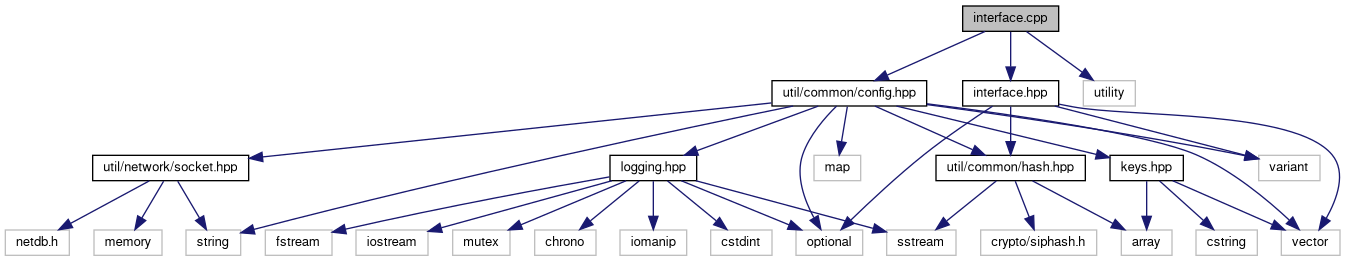 interface.cpp
util/common/config.hpp
interface.hpp
utility
util/network/socket.hpp
logging.hpp
map
util/common/hash.hpp
keys.hpp
variant
netdb.h
memory
string
fstream
iostream
mutex
chrono
iomanip
cstdint
optional
sstream
crypto/siphash.h
array
cstring
vector